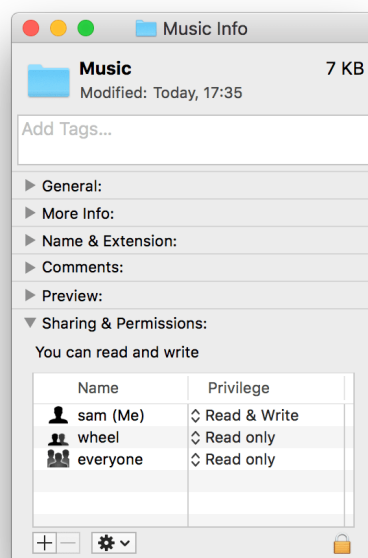 Music Info
Music 7 KB
Modified: Today, 17:35
Add Tags...
General:
More Info:
Name & Extension:
Comments:
Preview:
Sharing & Permissions:
You can read and write
Name Privilege
sam (Me) Read & Write
wheel Read only
everyone Read only